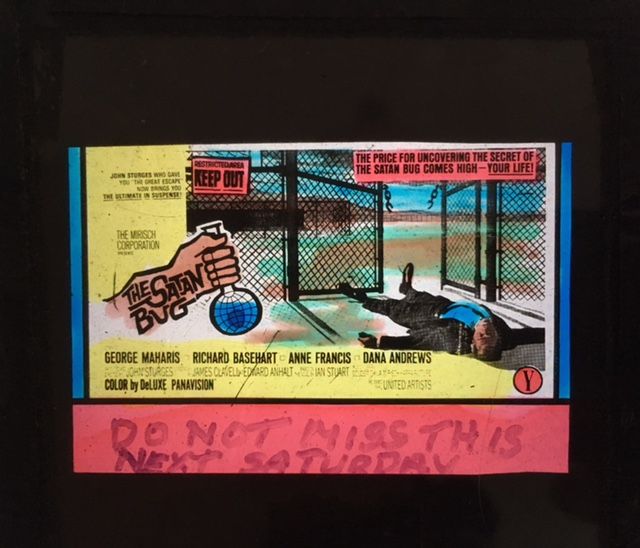 JOHN STURGES WHO GAVE
YOU 'THE GREAT ESCAPE'
NOW BRINGS YOU
THE ULTIMATE IN SUSPENSE!
THE MIRISCH
CORPORATION
PRESENTS
RESTRICTED AREA
KEEP OUT
THE PRICE FOR UNCOVERING THE SECRET OF
THE SATAN BUG COMES HIGH—YOUR LIFE!
THE SATAN
BUG
GEORGE MAHARIS RICHARD BASEHART ANNE FRANCIS DANA ANDREWS
JOHN STURGES JAMES CLAVELL EDWARD ANHALT IAN STUART
COLOR by DeLUXE PANAVISION UNITED ARTISTS
Y
DO NOT MISS THIS
NEXT SATURDAY